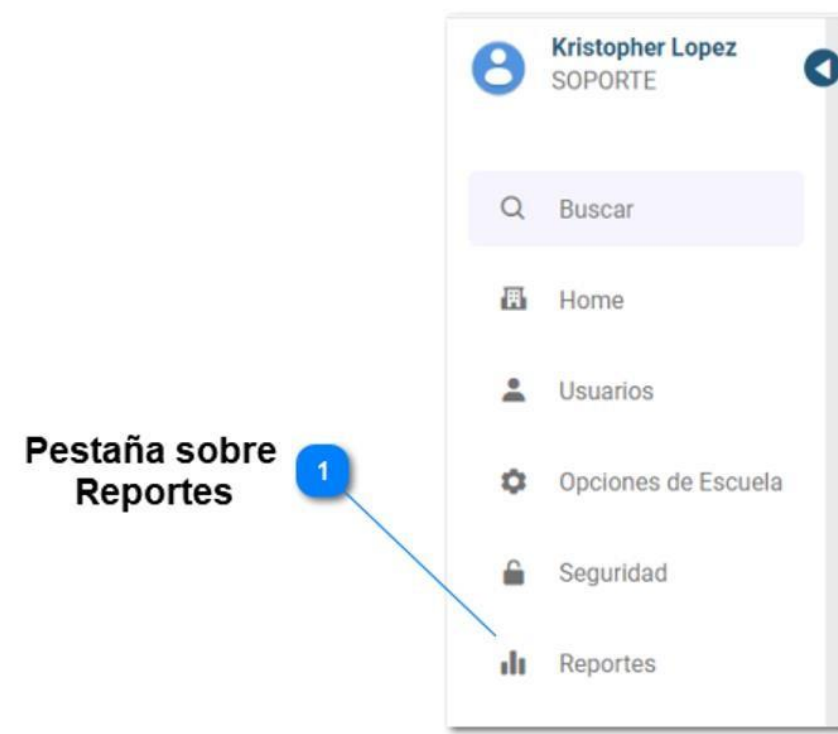 Kristopher Lopez
SOPORTE
Buscar
Home
Usuarios
Pestaña sobre
Reportes
1
Opciones de Escuela
Seguridad
Reportes